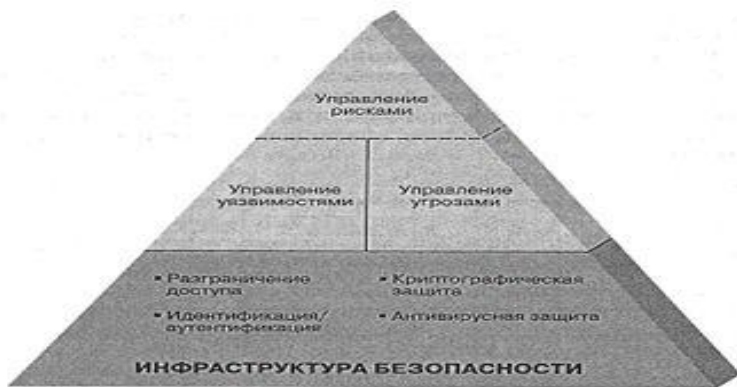 Управление
рисками
Управление
уязвимостями
Управление
угрозами
▪ Разграничение
доступа
▪ Идентификация/
аутентификация
▪ Криптографическая
защита
▪ Антивирусная защита
ИНФРАСТРУКТУРА БЕЗОПАСНОСТИ